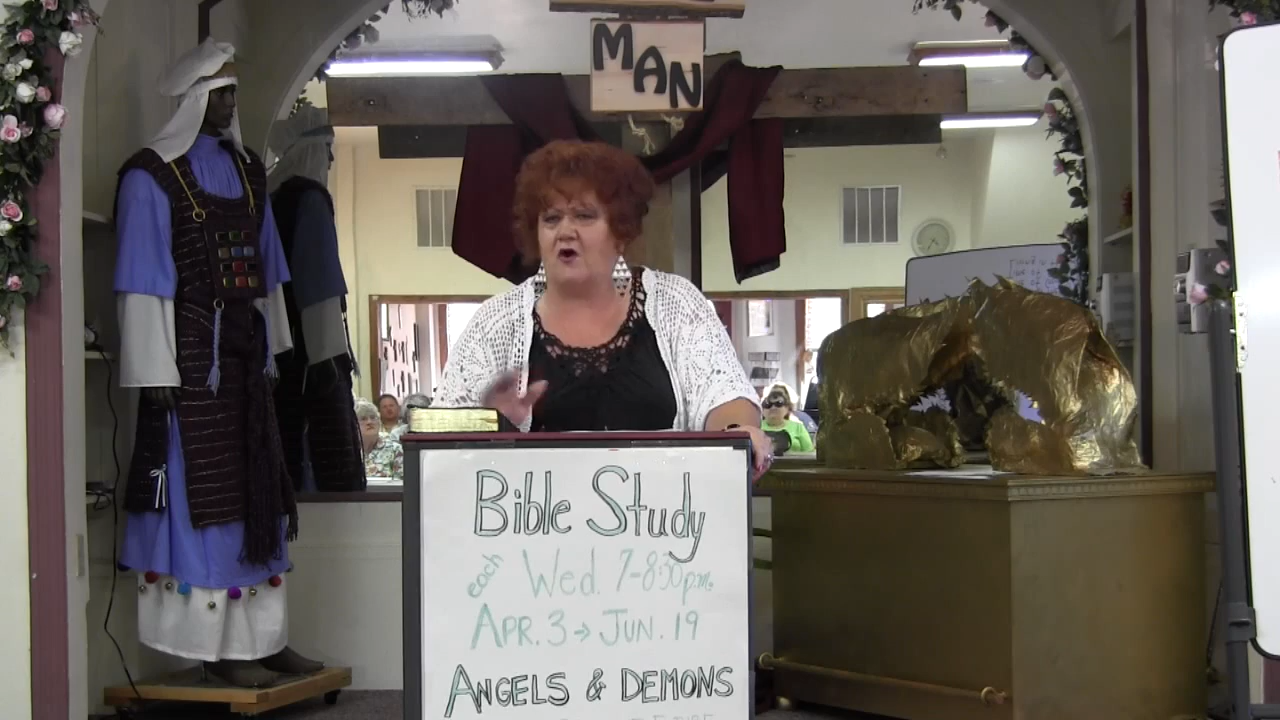 MAN
Bible Study
each Wed. 7-8:30 p.m.
APR. 3 → JUN. 19
ANGELS & DEMONS